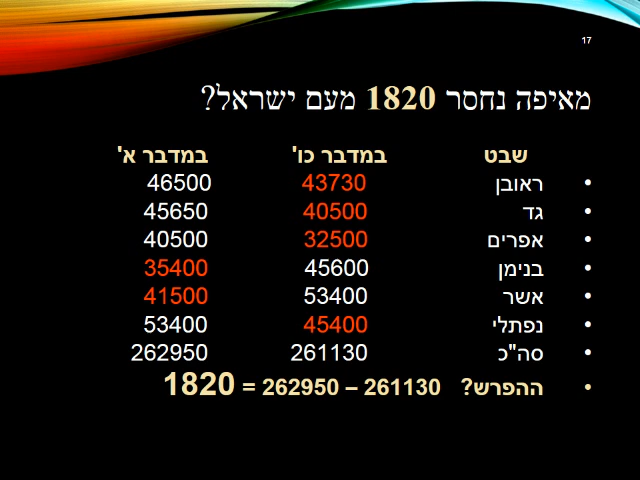 17
מאיפה נחסר 1820 מעם ישראל?
שבט במדבר כו' במדבר א'
• ראובן 43730 46500
• גד 40500 45650
• אפרים 32500 40500
• בנימן 45600 35400
• אשר 53400 41500
• נפתלי 45400 53400
• סה"כ 261130 262950
• ההפרש? 261130 – 262950 = 1820